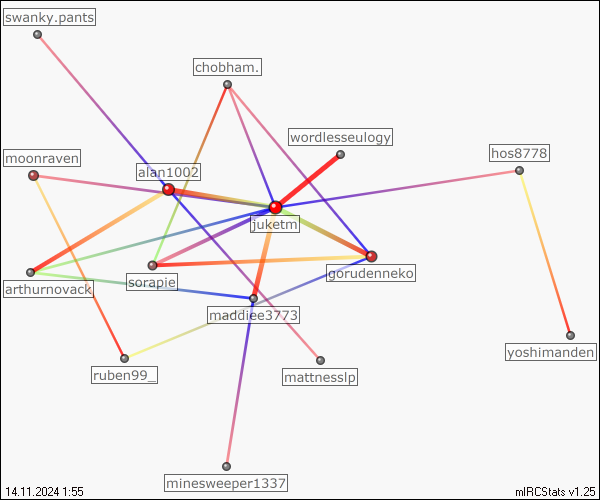 swanky.pants
chobham.
wordlesseulogy
hos8778
moonraven
alan1002
juketm
arthurnovack
sorapie
gorudenneko
maddiee3773
yoshimanden
ruben99_
mattnesslp
minesweeper1337
14.11.2024 1:55
mIRCStats v1.25